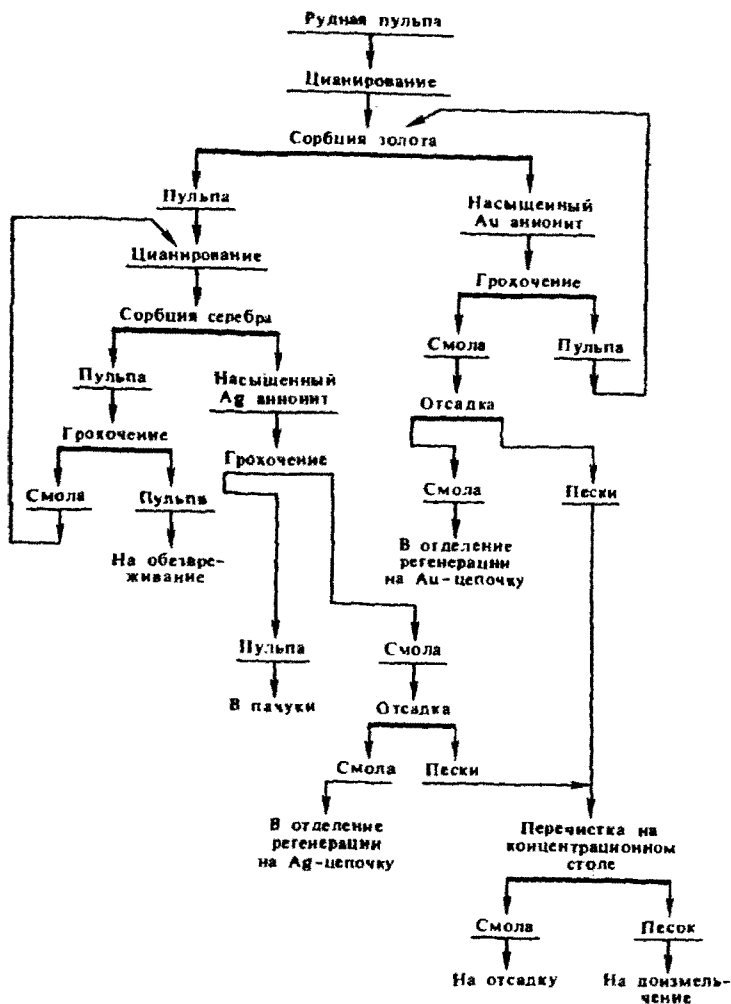 Рудная пульпа
Цианирование
Сорбция золота
Пульпа
Насыщенный
Au анионит
Цианирование
Грохочение
Сорбция серебра
Смола
Пульпа
Пульпа
Насыщенный
Ag анионит
Отсадка
Грохочение
Грохочение
Смола
Пульпа
Смола
Пески
На обезвре-
живание
В отделение
регенерации
на Au-цепочку
Пульпа
Смола
В пачуки
Отсадка
Смола
Пески
В отделение
регенерации
на Ag-цепочку
Перечистка на
концентрационном
столе
Смола
Песок
На отсадку
На доизмель-
чение